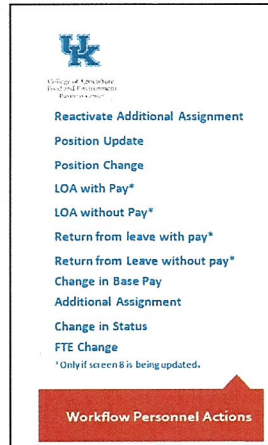 UK
College of Agriculture
Food and Environment
Reactivate Additional Assignment
Position Update
Position Change
LOA with Pay*
LOA without Pay*
Return from leave with pay*
Return from Leave without pay*
Change in Base Pay
Additional Assignment
Change in Status
FTE Change
*Only if screen 8 is being updated.
Workflow Personnel Actions